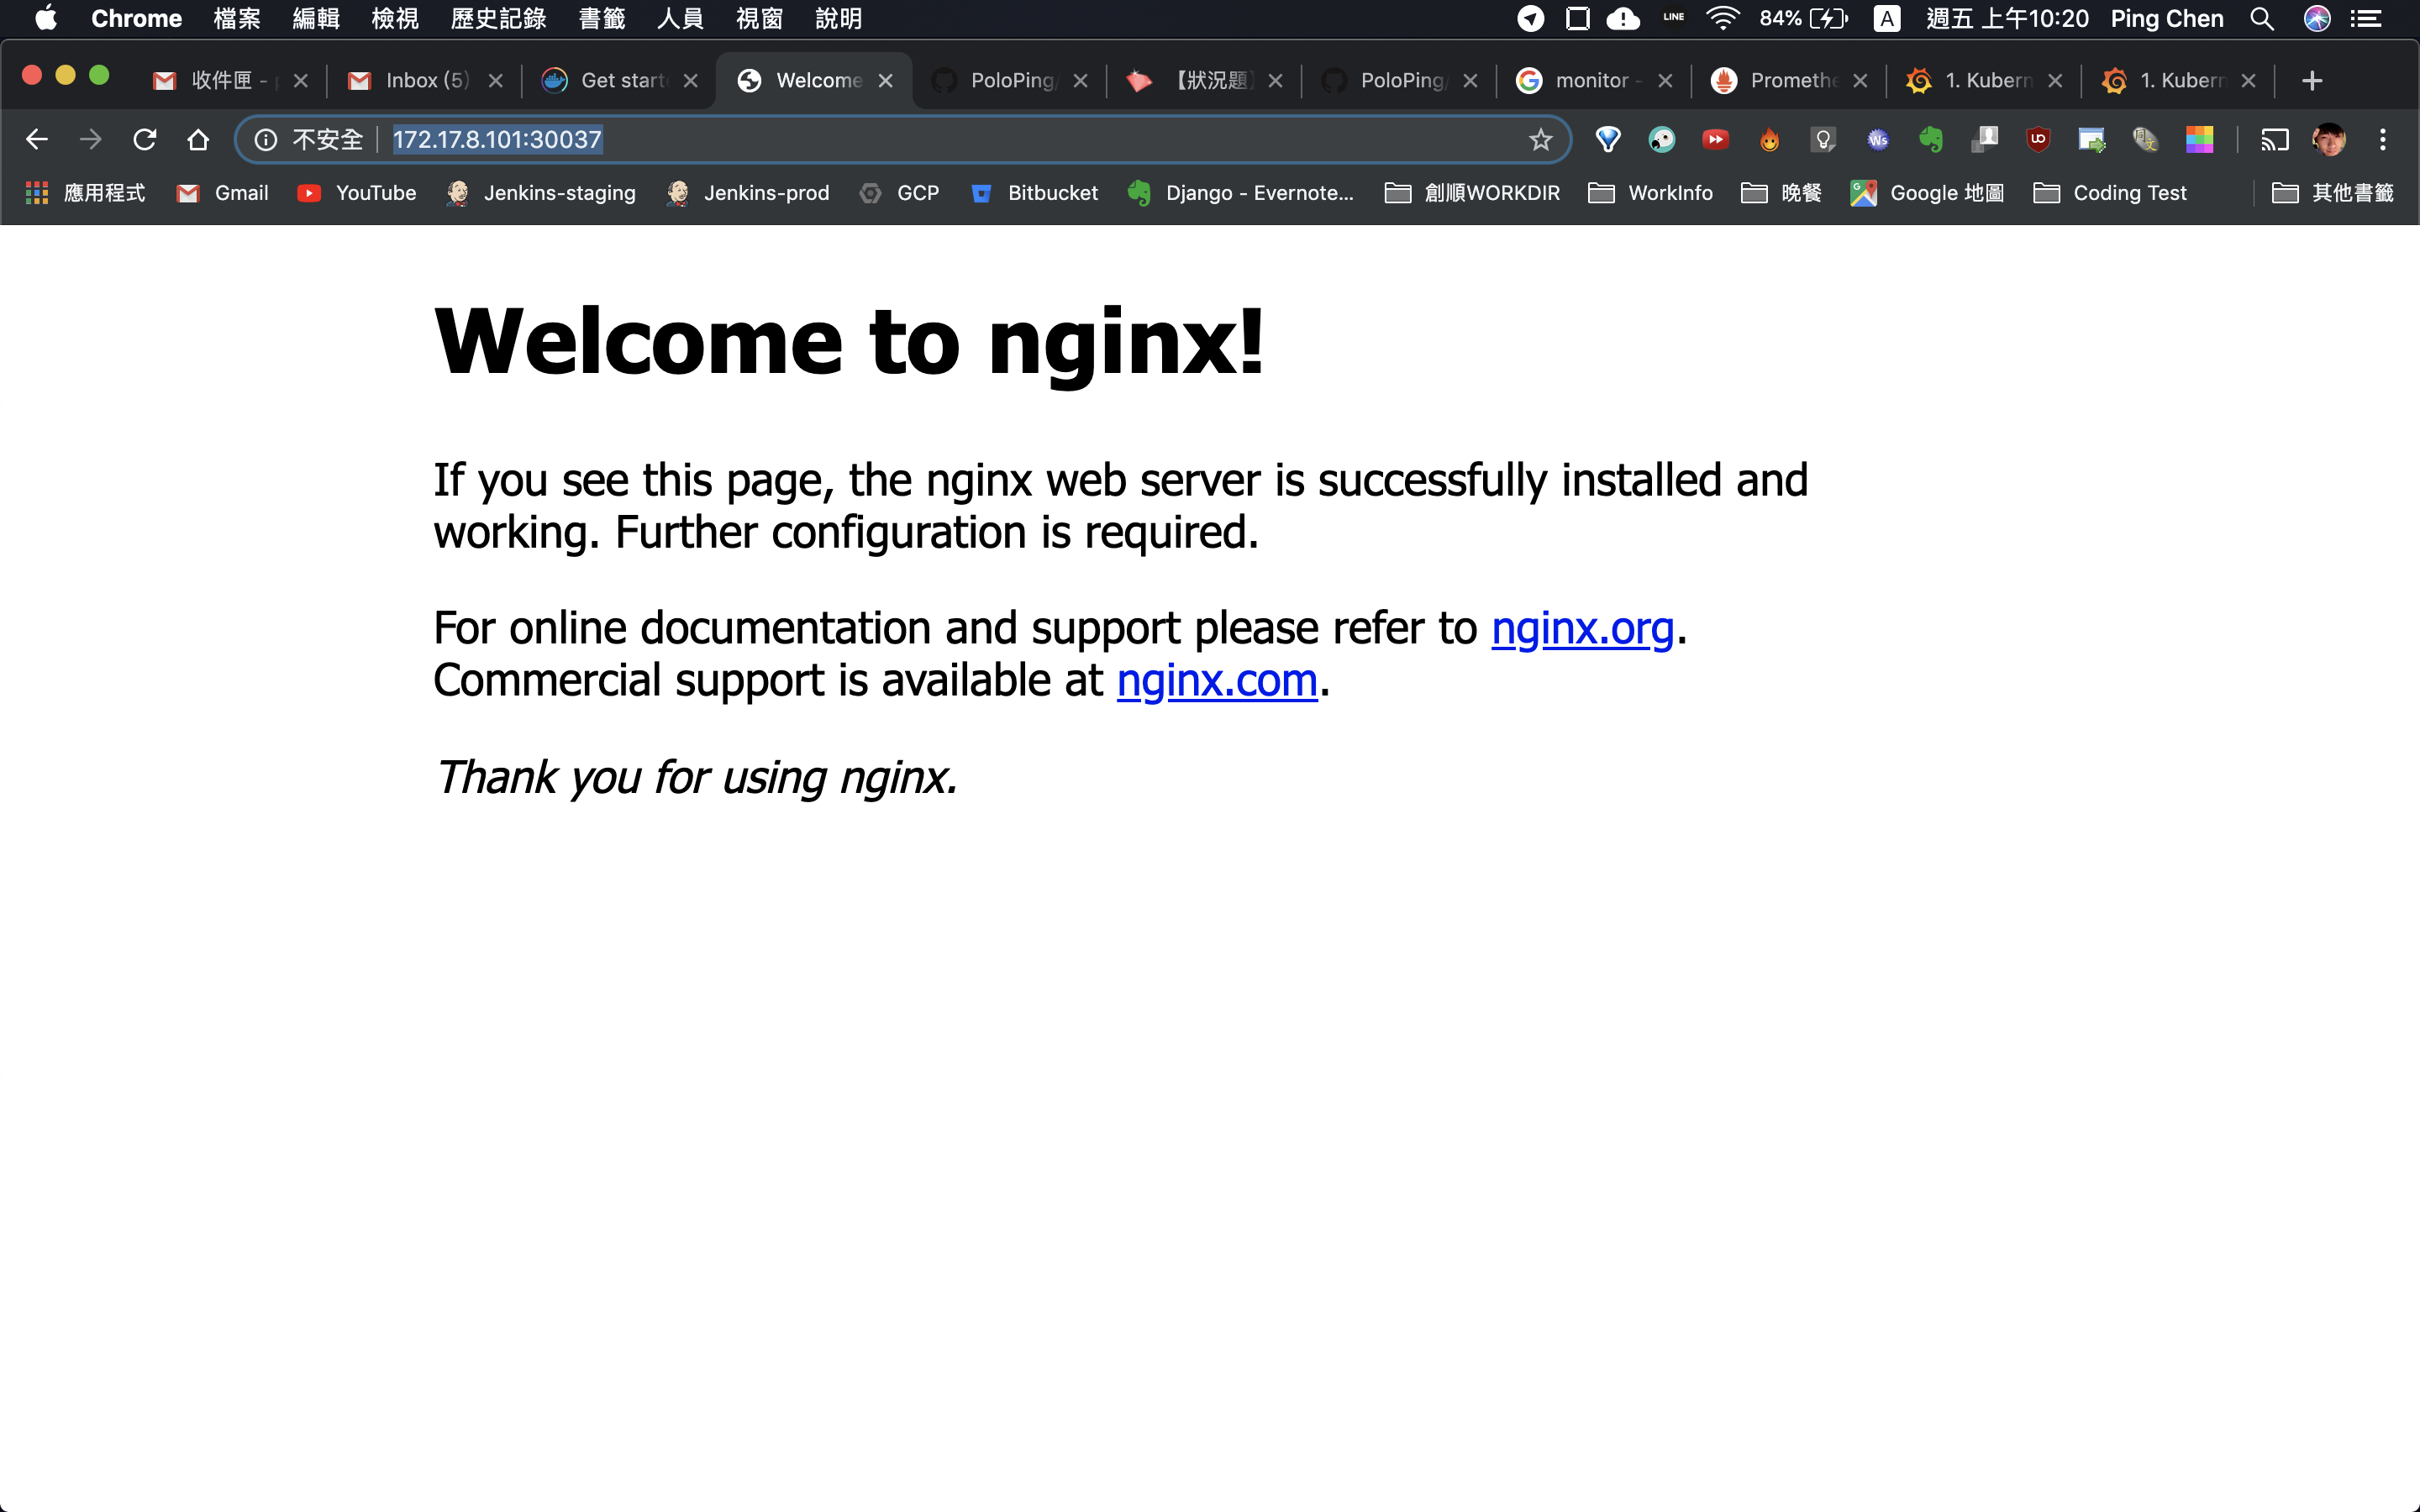 Chrome 檔案 編輯 檢視 歷史記錄 書籤 人員 視窗 說明 LINE 84% A 週五 上午10:20 Ping Chen
收件匣 - Inbox (5) Get start Welcome PoloPing/ 【狀況題】 PoloPing/ monitor - Promethe 1. Kubern 1. Kubern
不安全 172.17.8.101:30037
應用程式 Gmail YouTube Jenkins-staging Jenkins-prod GCP Bitbucket Django - Evernote... 創順WORKDIR WorkInfo 晚餐 Google 地圖 Coding Test 其他書籤
Welcome to nginx!
If you see this page, the nginx web server is successfully installed and
working. Further configuration is required.
For online documentation and support please refer to nginx.org.
Commercial support is available at nginx.com.
Thank you for using nginx.